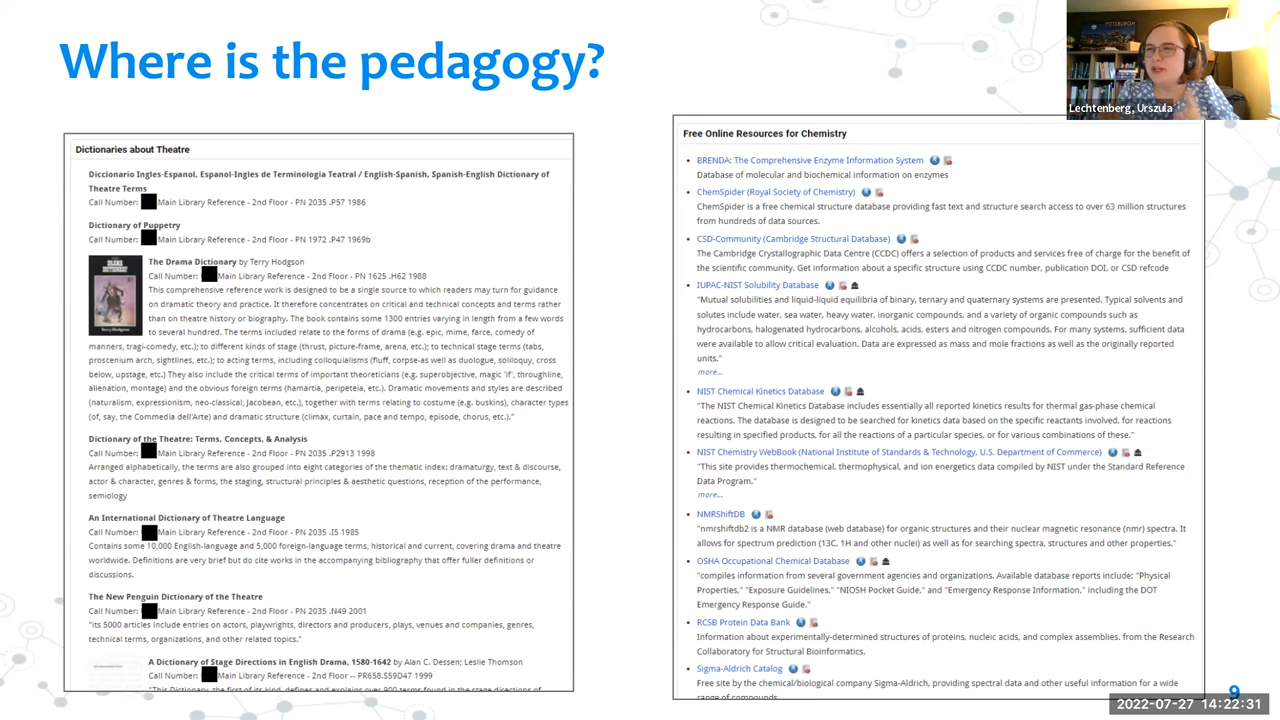 Where is the pedagogy?
PITTSBURGH
Lechtenberg, Urszula
Dictionaries about Theatre
Diccionario Ingles-Espanol, Espanol-Ingles de Terminologia Teatral / English-Spanish, Spanish-English Dictionary of
Theatre Terms
Call Number: Main Library Reference - 2nd Floor - PN 2035 .P57 1986
Dictionary of Puppetry
Call Number: Main Library Reference - 2nd Floor - PN 1972 .P47 1969b
The Drama Dictionary by Terry Hodgson
Call Number: Main Library Reference - 2nd Floor - PN 1625 .H62 1988
This comprehensive reference work is designed to be a single source to which readers may turn for guidance
on dramatic theory and practice. It therefore concentrates on critical and technical concepts and terms rather
than on theatre history or biography. The book contains some 1300 entries varying in length from a few words
to several hundred. The terms included relate to the forms of drama (e.g. epic, mime, farce, comedy of
manners, tragi-comedy, etc.); to different kinds of stage (thrust, picture-frame, arena, etc.); to technical stage terms (tabs,
proscenium arch, sightlines, etc.); to acting terms, including colloquialisms (fluff, corpse-as well as duologue, soliloquy, cross
below, upstage, etc.) They also include the critical terms of important theoreticians (e.g. superobjective, magic 'if', throughline,
alienation, montage) and the obvious foreign terms (hamartia, peripeteia, etc.). Dramatic movements and styles are described
(naturalism, expressionism, neo-classical, Jacobean, etc.), together with terms relating to costume (e.g. buskins), character types
(of, say, the Commedia dell'Arte) and dramatic structure (climax, curtain, pace and tempo, episode, chorus, etc.)."
Dictionary of the Theatre: Terms, Concepts, & Analysis
Call Number: Main Library Reference - 2nd Floor - PN 2035 .P2913 1998
Arranged alphabetically, the terms are also grouped into eight categories of the thematic index: dramaturgy, text & discourse,
actor & character, genres & forms, the staging, structural principles & aesthetic questions, reception of the performance,
semiology
An International Dictionary of Theatre Language
Call Number: Main Library Reference - 2nd Floor - PN 2035 .I5 1985
Contains some 10,000 English-language and 5,000 foreign-language terms, historical and current, covering drama and theatre
worldwide. Definitions are very brief but do cite works in the accompanying bibliography that offer fuller definitions or
discussions.
The New Penguin Dictionary of the Theatre
Call Number: Main Library Reference - 2nd Floor - PN 2035 .N49 2001
"its 5000 articles include entries on actors, playwrights, directors and producers, plays, venues and companies, genres,
technical terms, organizations, and other related topics."
A Dictionary of Stage Directions in English Drama, 1580-1642 by Alan C. Dessen; Leslie Thomson
Call Number: Main Library Reference - 2nd Floor -- PR658.S59D47 1999
"This Dictionary, the first of its kind, defines and explains over 900 terms found in the stage directions of
Free Online Resources for Chemistry
BRENDA: The Comprehensive Enzyme Information System
Database of molecular and biochemical information on enzymes
ChemSpider (Royal Society of Chemistry)
ChemSpider is a free chemical structure database providing fast text and structure search access to over 63 million structures
from hundreds of data sources.
CSD-Community (Cambridge Structural Database)
The Cambridge Crystallographic Data Centre (CCDC) offers a selection of products and services free of charge for the benefit of
the scientific community. Get information about a specific structure using CCDC number, publication DOI, or CSD refcode
IUPAC-NIST Solubility Database
"Mutual solubilities and liquid-liquid equilibria of binary, ternary and quaternary systems are presented. Typical solvents and
solutes include water, sea water, heavy water, inorganic compounds, and a variety of organic compounds such as
hydrocarbons, halogenated hydrocarbons, alcohols, acids, esters and nitrogen compounds. For many systems, sufficient data
were available to allow critical evaluation. Data are expressed as mass and mole fractions as well as the originally reported
units."
more...
NIST Chemical Kinetics Database
"The NIST Chemical Kinetics Database includes essentially all reported kinetics results for thermal gas-phase chemical
reactions. The database is designed to be searched for kinetics data based on the specific reactants involved, for reactions
resulting in specified products, for all the reactions of a particular species, or for various combinations of these."
NIST Chemistry WebBook (National Institute of Standards & Technology, U.S. Department of Commerce)
"This site provides thermochemical, thermophysical, and ion energetics data compiled by NIST under the Standard Reference
Data Program."
more...
NMRShiftDB
"nmrshiftdb2 is a NMR database (web database) for organic structures and their nuclear magnetic resonance (nmr) spectra. It
allows for spectrum prediction (13C, 1H and other nuclei) as well as for searching spectra, structures and other properties."
OSHA Occupational Chemical Database
"compiles information from several government agencies and organizations. Available database reports include: "Physical
Properties," "Exposure Guidelines," "NIOSH Pocket Guide," and "Emergency Response Information," including the DOT
Emergency Response Guide."
RCSB Protein Data Bank
Information about experimentally-determined structures of proteins, nucleic acids, and complex assemblies. from the Research
Collaboratory for Structural Bioinformatics.
Sigma-Aldrich Catalog
Free site by the chemical/biological company Sigma-Aldrich, providing spectral data and other useful information for a wide
range of compounds
9
2022-07-27 14:22:31